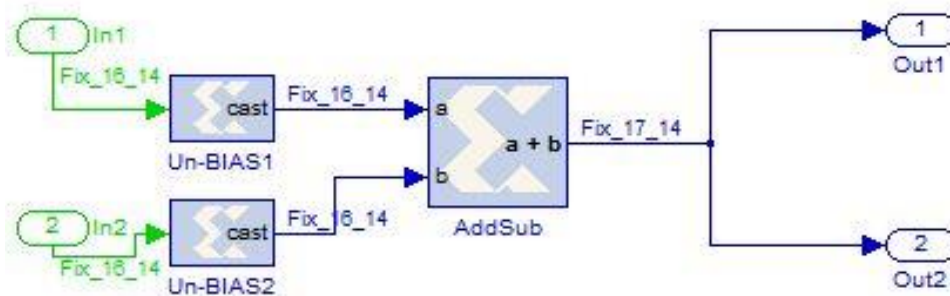 1
In1
Fix_16_14
cast
Un-BIAS1
Fix_16_14
2
In2
Fix_16_14
cast
Un-BIAS2
Fix_16_14
a
b
a + b
AddSub
Fix_17_14
1
Out1
2
Out2